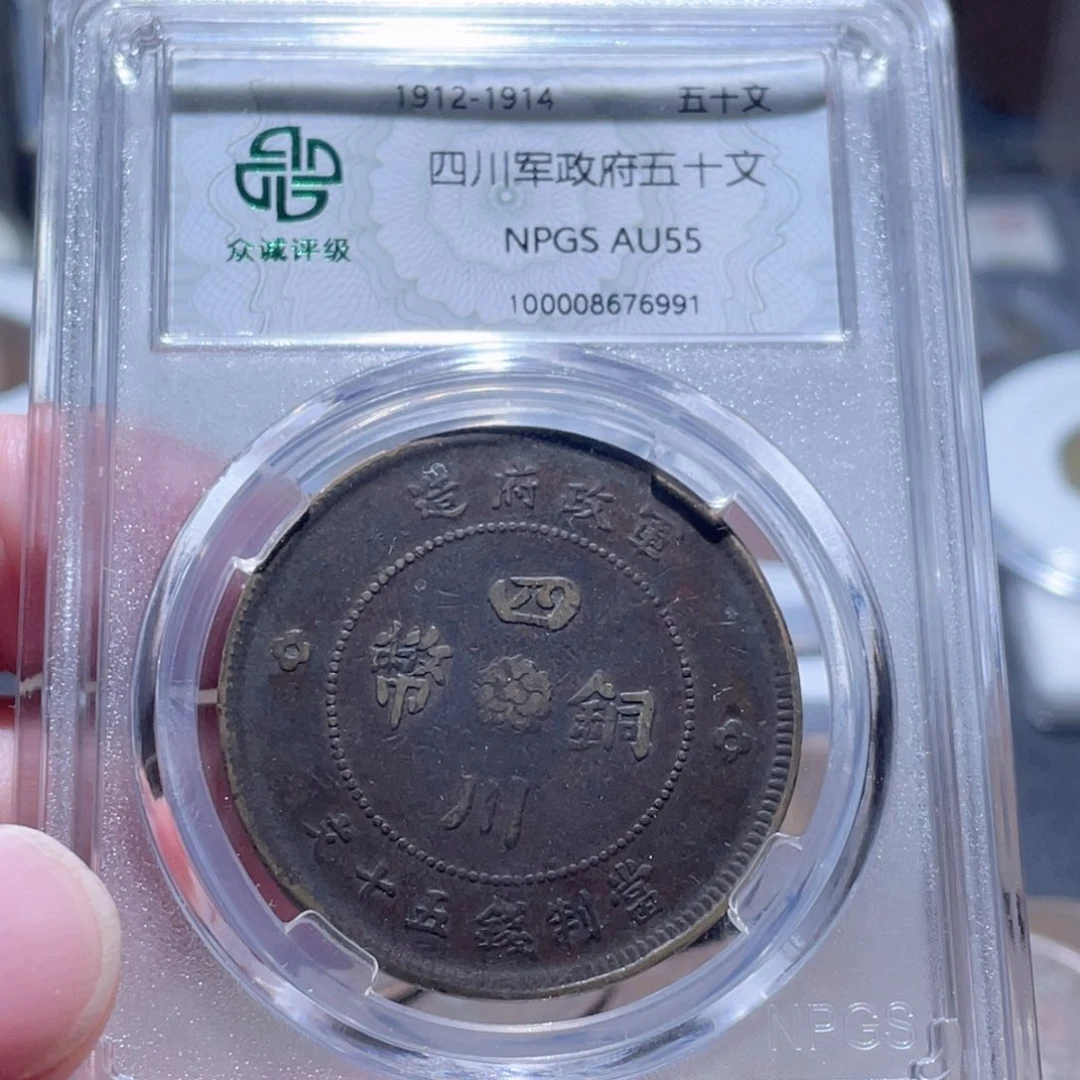 1912-1914 五十文
四川军政府五十文
NPGS AU55
100008676991
众诚评级
造府政軍
四
幣 銅
川
文十五錢制當
NPGS